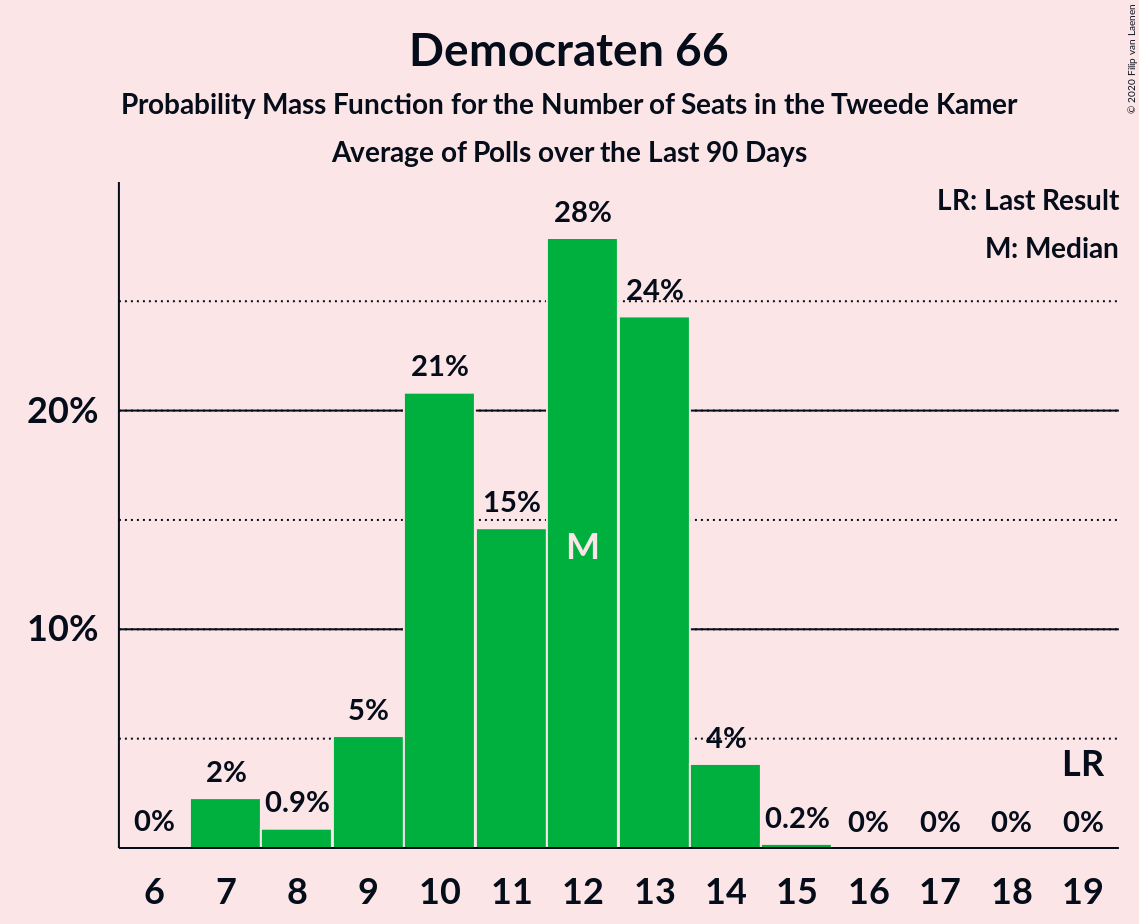 Democraten 66
Probability Mass Function for the Number of Seats in the Tweede Kamer
Average of Polls over the Last 90 Days
© 2020 Filip van Laenen
LR: Last Result
M: Median
28%
24%
21%
20%
15%
M
10%
5%
4%
LR
2%
0.9%
0%
0.2%
0%
0%
0%
0%
6 7 8 9 10 11 12 13 14 15 16 17 18 19